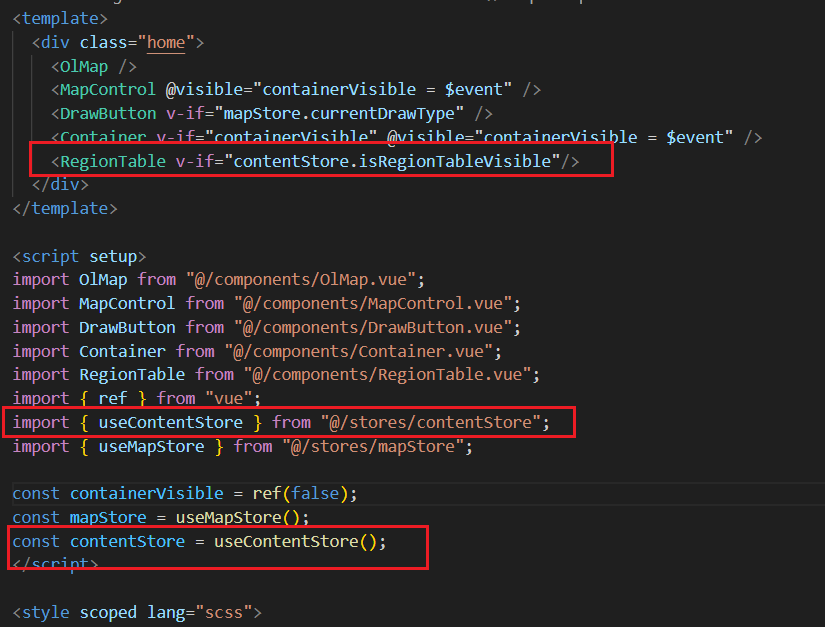 <template>
<div class="home">
<OlMap />
<MapControl @visible="containerVisible = $event" />
<DrawButton v-if="mapStore.currentDrawType" />
<Container v-if="containerVisible" @visible="containerVisible = $event" />
<RegionTable v-if="contentStore.isRegionTableVisible"/>
</div>
</template>
<script setup>
import OlMap from "@/components/OlMap.vue";
import MapControl from "@/components/MapControl.vue";
import DrawButton from "@/components/DrawButton.vue";
import Container from "@/components/Container.vue";
import RegionTable from "@/components/RegionTable.vue";
import { ref } from "vue";
import { useContentStore } from "@/stores/contentStore";
import { useMapStore } from "@/stores/mapStore";
const containerVisible = ref(false);
const mapStore = useMapStore();
const contentStore = useContentStore();
</script>
<style scoped lang="scss">